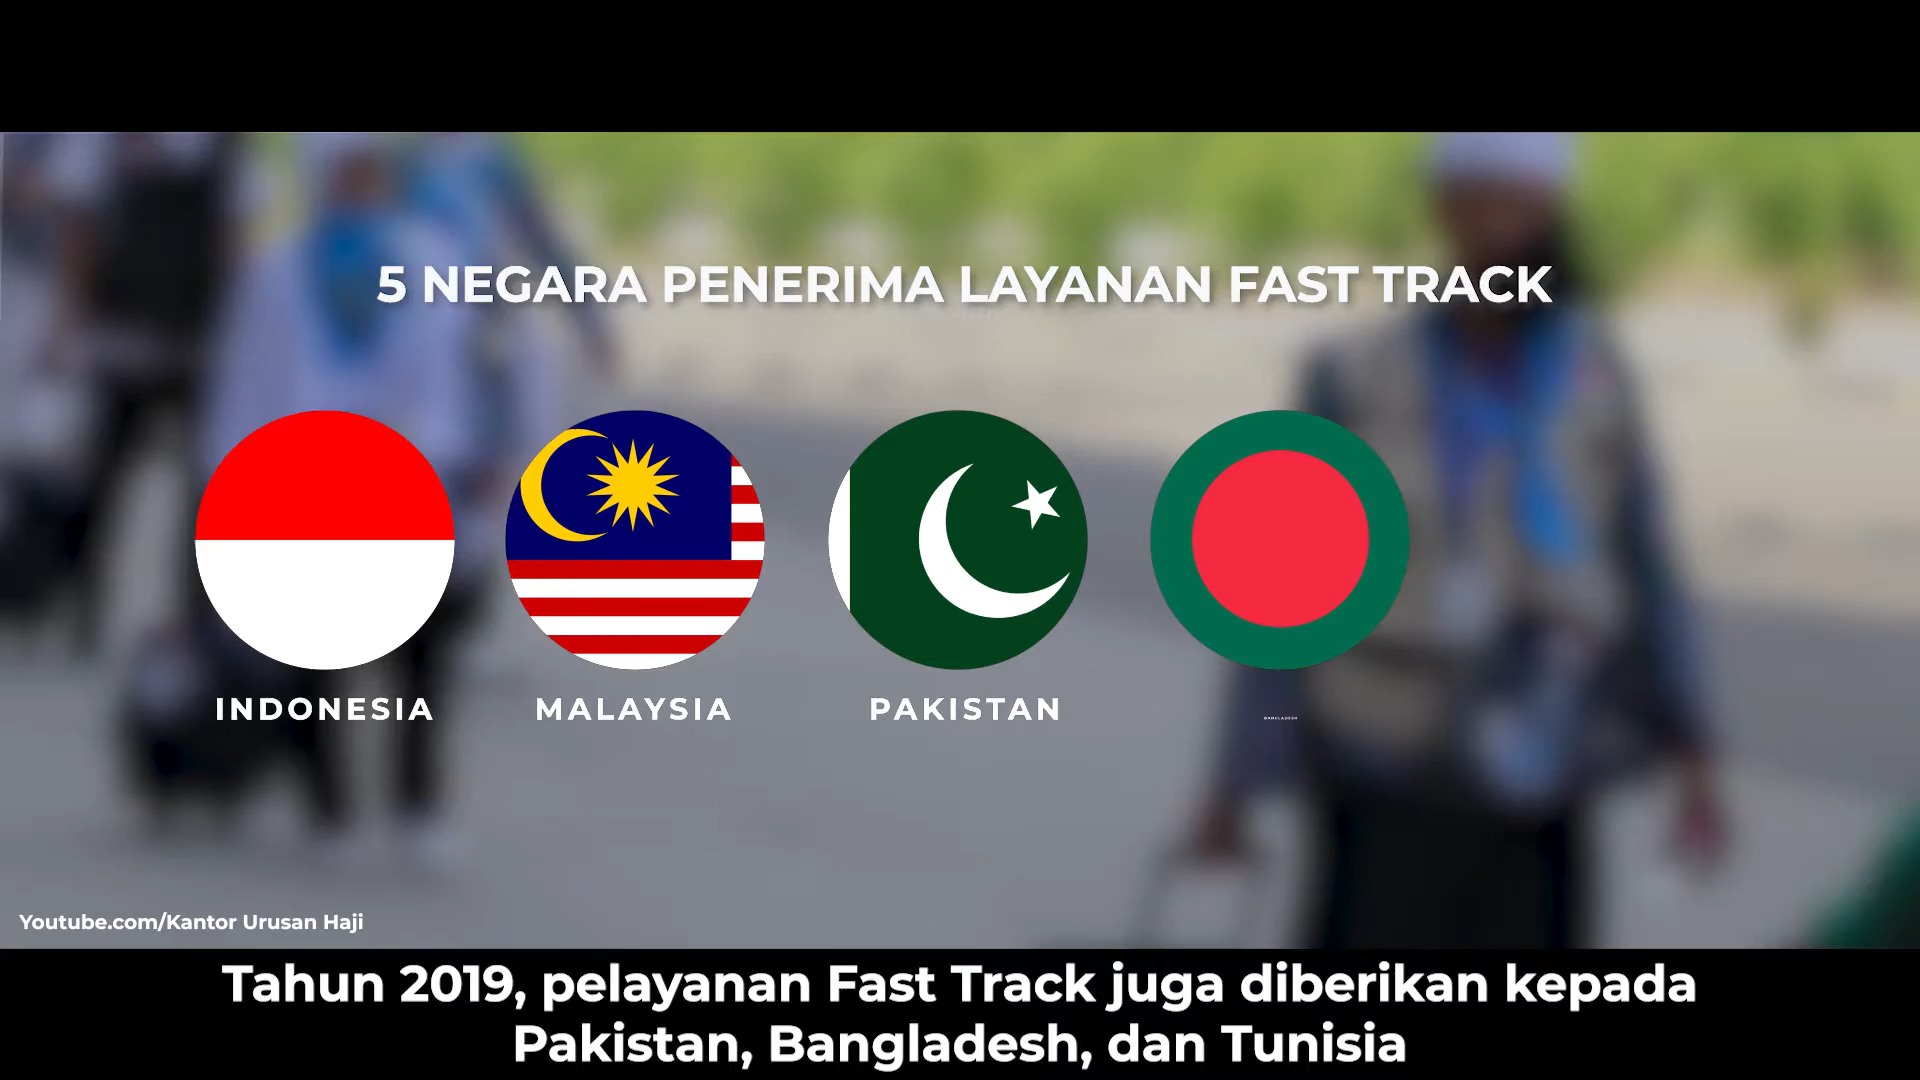 5 NEGARA PENERIMA LAYANAN FAST TRACK
INDONESIA
MALAYSIA
PAKISTAN
BANGLADESH
Youtube.com/Kantor Urusan Haji
Tahun 2019, pelayanan Fast Track juga diberikan kepada
Pakistan, Bangladesh, dan Tunisia